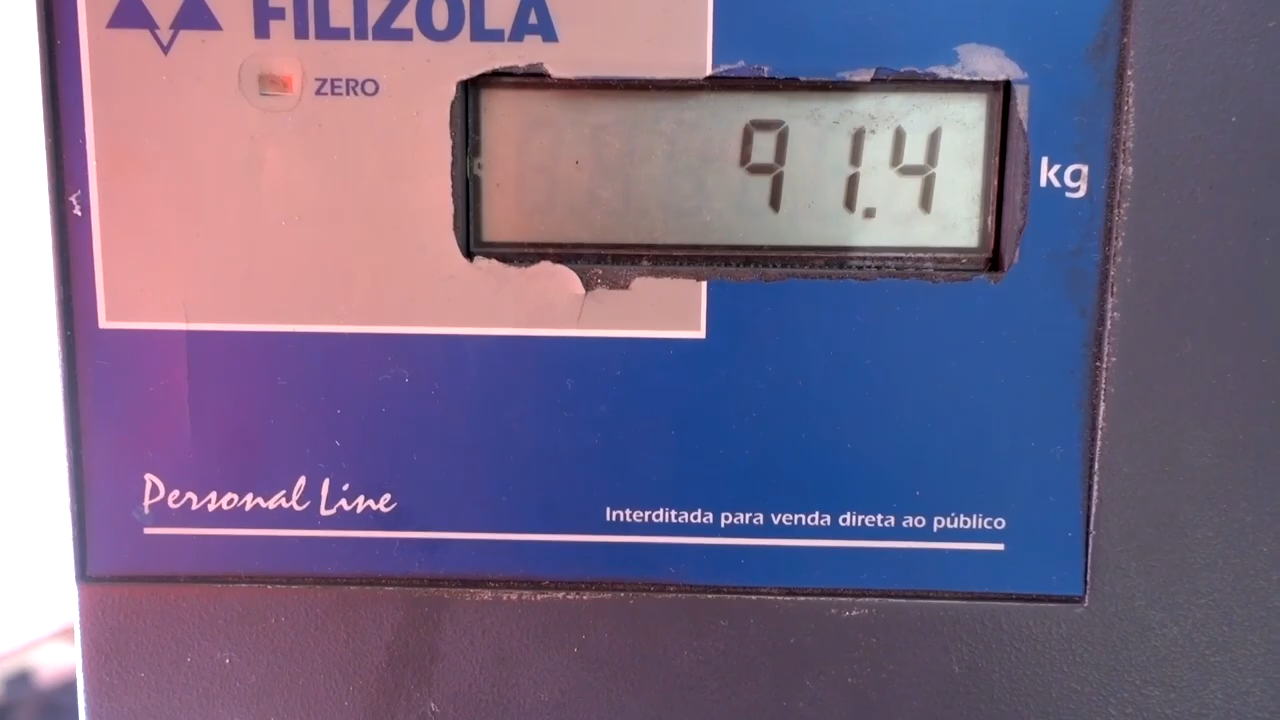 FILIZOLA
ZERO
91.4
kg
Personal Line
Interditada para venda direta ao público